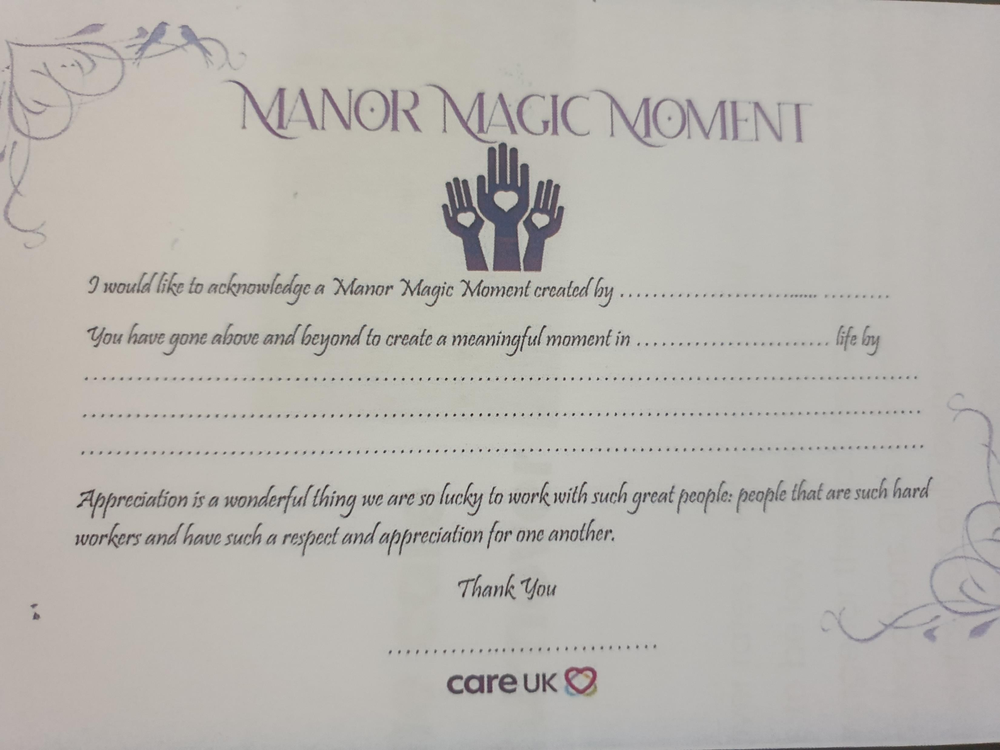 MANOR MAGIC MOMENT
I would like to acknowledge a Manor Magic Moment created by ........................................
You have gone above and beyond to create a meaningful moment in ........................... life by
................................................................................................................
................................................................................................................
................................................................................................................
Appreciation is a wonderful thing we are so lucky to work with such great people: people that are such hard
workers and have such a respect and appreciation for one another.
Thank You
....................................
care UK